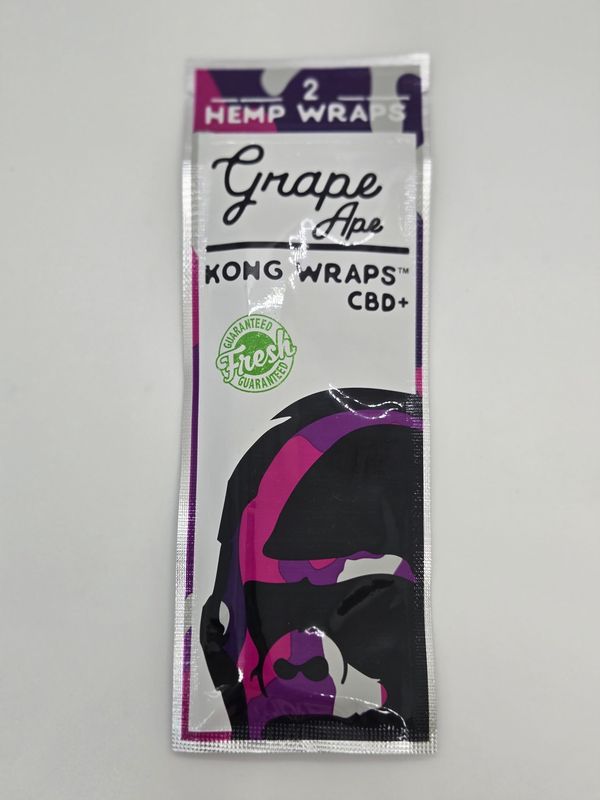 2
HEMP WRAPS
Grape
Ape
KONG WRAPS™
CBD+
GUARANTEED
Fresh
GUARANTEED